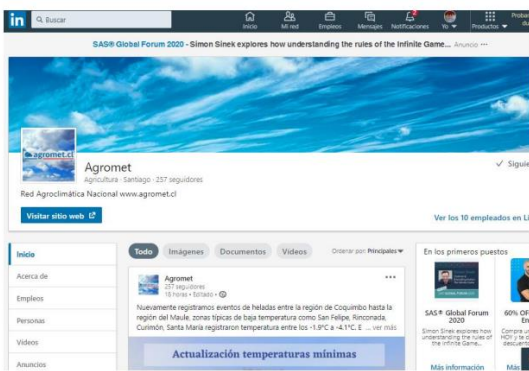 in Buscar
Inicio Mi red Empleos Mensajes Notificaciones Yo Productos
SAS® Global Forum 2020 - Simon Sinek explores how understanding the rules of the Infinite Game... Anuncio ···
agromet.cl
Agromet
Agricultura · Santiago · 257 seguidores
Red Agroclimática Nacional www.agromet.cl
Visitar sitio web
Ver los 10 empleados en
Inicio
Acerca de
Empleos
Personas
Videos
Anuncios
Todo Imágenes Documentos Videos Ordenar por: Principales
Agromet
257 seguidores
18 horas • Editado •
Nuevamente registramos eventos de heladas entre la región de Coquimbo hasta la
región del Maule, zonas típicas de baja temperatura como San Felipe, Rinconada,
Curimón, Santa María registraron temperatura entre los -1.9°C a -4.1°C. E ... ver más
Actualización temperaturas mínimas
En los primeros puestos
SAS® Global Forum
2020
Simon Sinek explores how
understanding the rules of
the Infinite Game...
Más información
60% OF
HOY y te d
Más